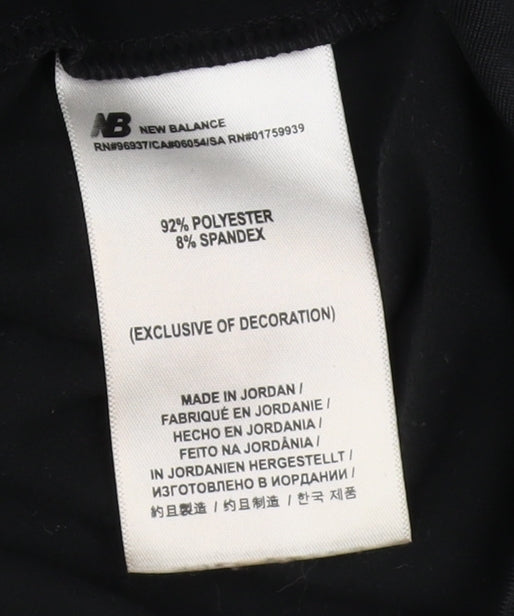 NB NEW BALANCE
RN#96937/CA#06054/SA RN#01759939
92% POLYESTER
8% SPANDEX
(EXCLUSIVE OF DECORATION)
MADE IN JORDAN /
FABRIQUÉ EN JORDANIE /
HECHO EN JORDANIA /
FEITO NA JORDÂNIA /
IN JORDANIEN HERGESTELLT /
ИЗГОТОВЛЕНО В ИОРДАНИИ /
約旦製造 / 约旦制造 / 한국 제품